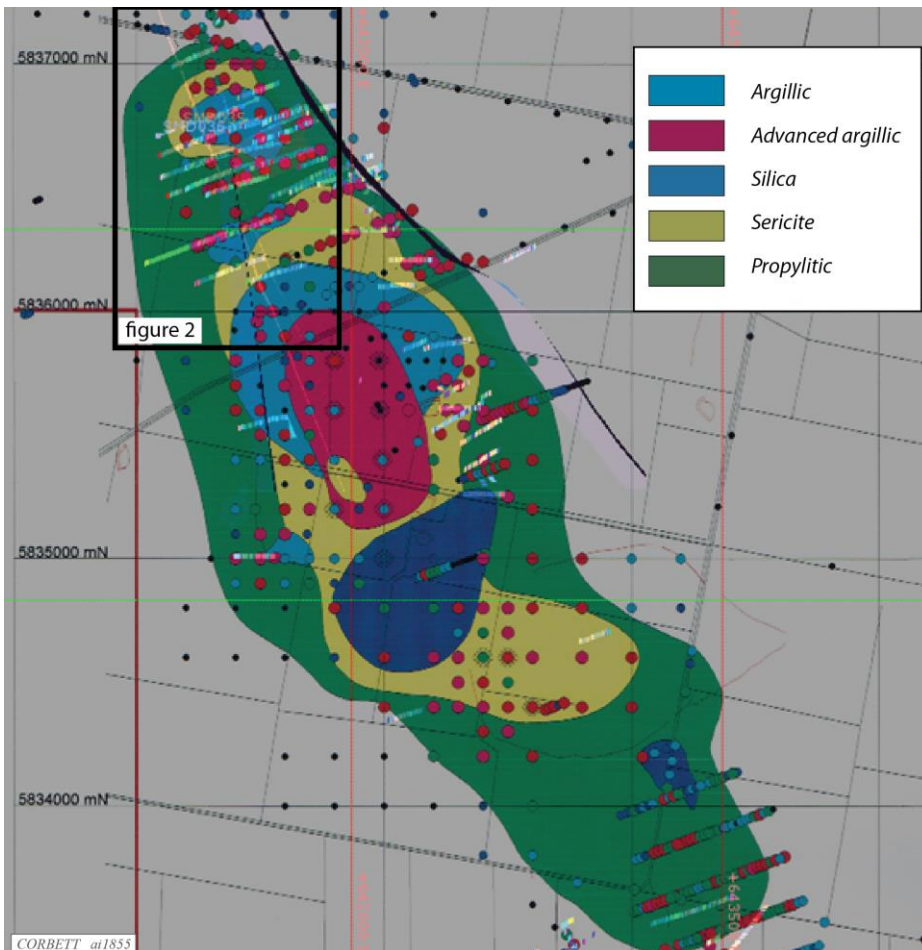 5837000 mN
Argillic
Advanced argillic
Silica
Sericite
Propylitic
5836000 mN
figure 2
5835000 mN
5834000 mN
CORBETT ai1855